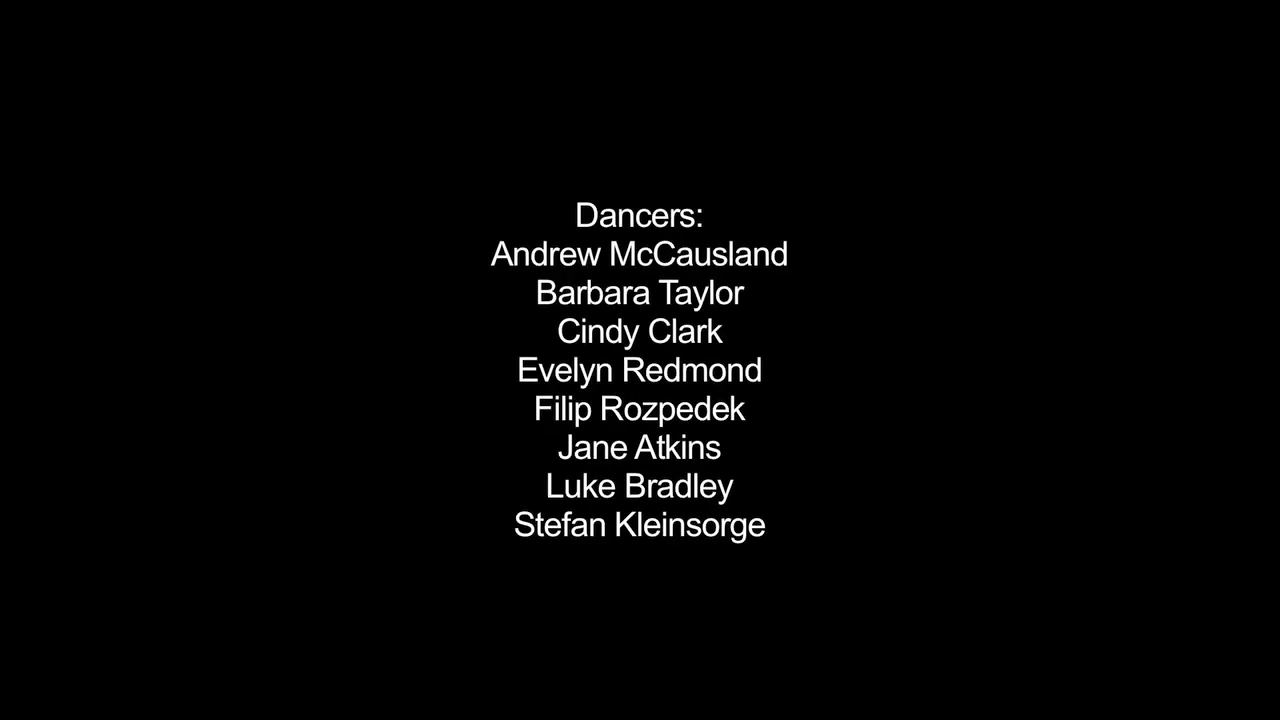 Dancers:
Andrew McCausland
Barbara Taylor
Cindy Clark
Evelyn Redmond
Filip Rozpedek
Jane Atkins
Luke Bradley
Stefan Kleinsorge